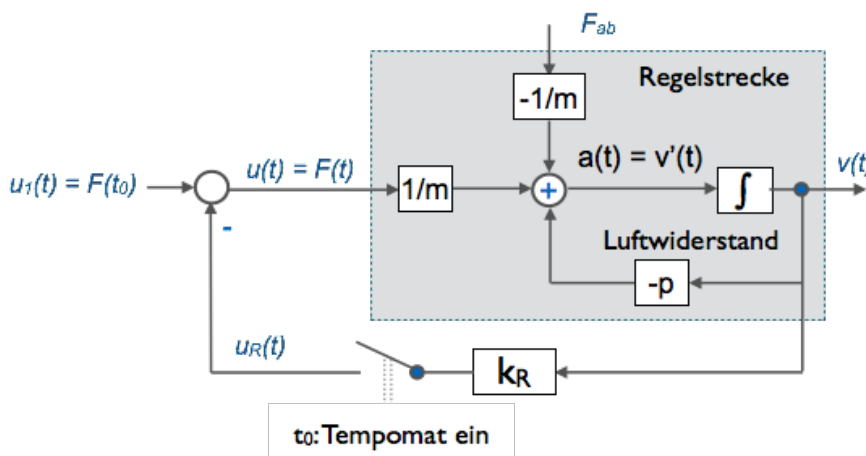 F_ab
Regelstrecke
-1/m
u₁(t) = F(t₀)
u(t) = F(t)
1/m
+
a(t) = v'(t)
∫
v(t)
-
Luftwiderstand
-p
u_R(t)
k_R
t₀: Tempomat ein